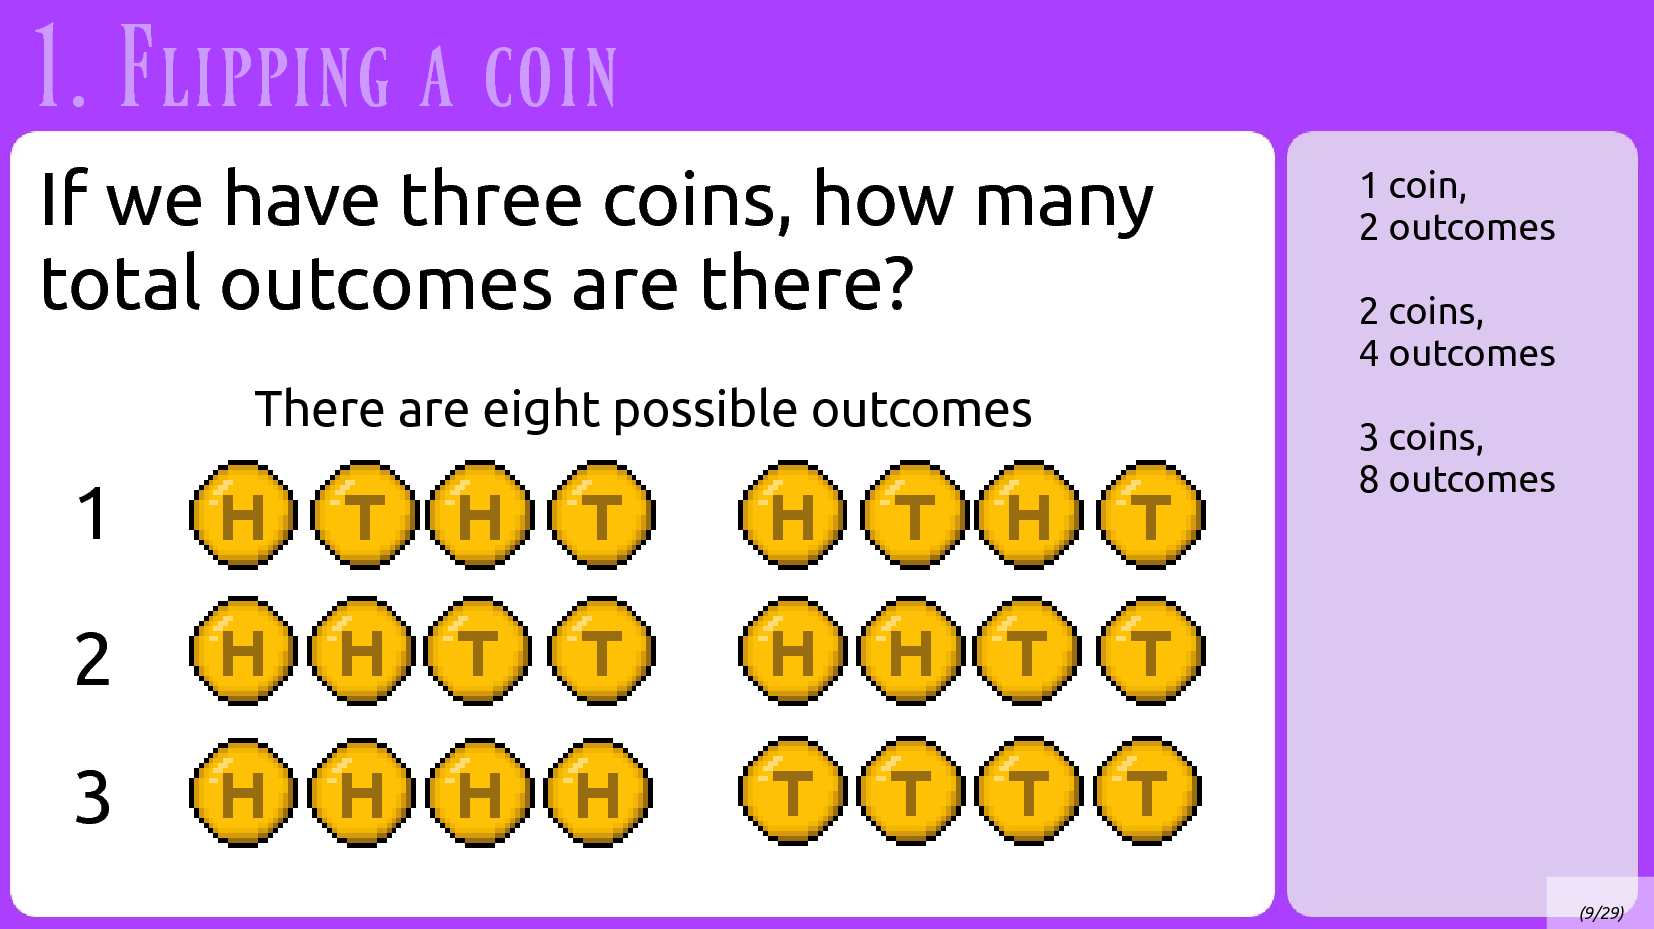 1. Flipping a coin
If we have three coins, how many
total outcomes are there?
There are eight possible outcomes
1 H T H T H T H T
2 H H T T H H T T
3 H H H H T T T T
1 coin,
2 outcomes
2 coins,
4 outcomes
3 coins,
8 outcomes
(9/29)